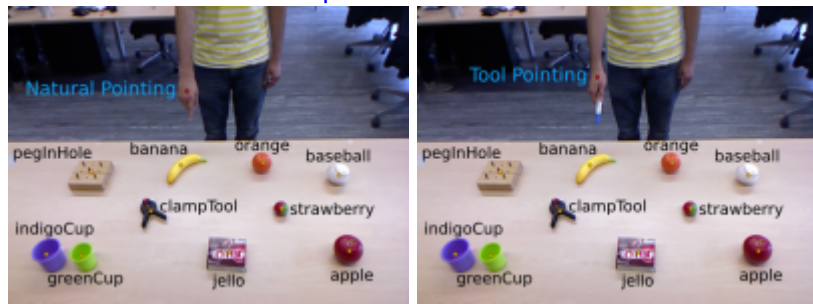 Natural Pointing
pegInHole
banana
orange
baseball
clampTool
strawberry
indigoCup
greenCup
jello
apple
Tool Pointing
pegInHole
banana
orange
baseball
clampTool
strawberry
indigoCup
greenCup
jello
apple